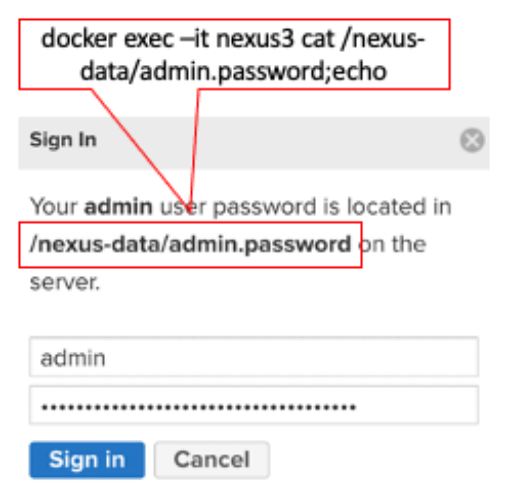 docker exec –it nexus3 cat /nexus-
data/admin.password;echo
Sign In
Your admin user password is located in
/nexus-data/admin.password on the
server.
admin
••••••••••••••••••••••••••••••••••••
Sign in Cancel